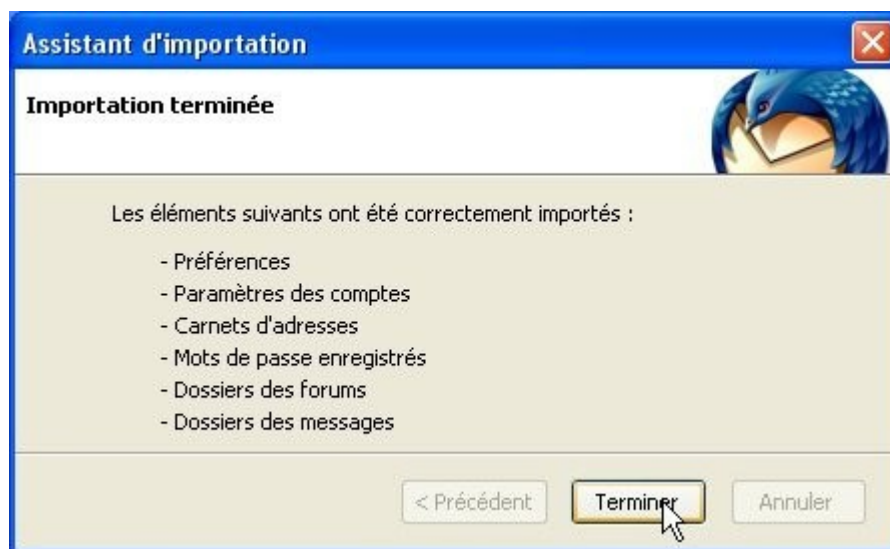 Assistant d'importation
Importation terminée
Les éléments suivants ont été correctement importés :
- Préférences
- Paramètres des comptes
- Carnets d'adresses
- Mots de passe enregistrés
- Dossiers des forums
- Dossiers des messages
< Précédent Terminer Annuler